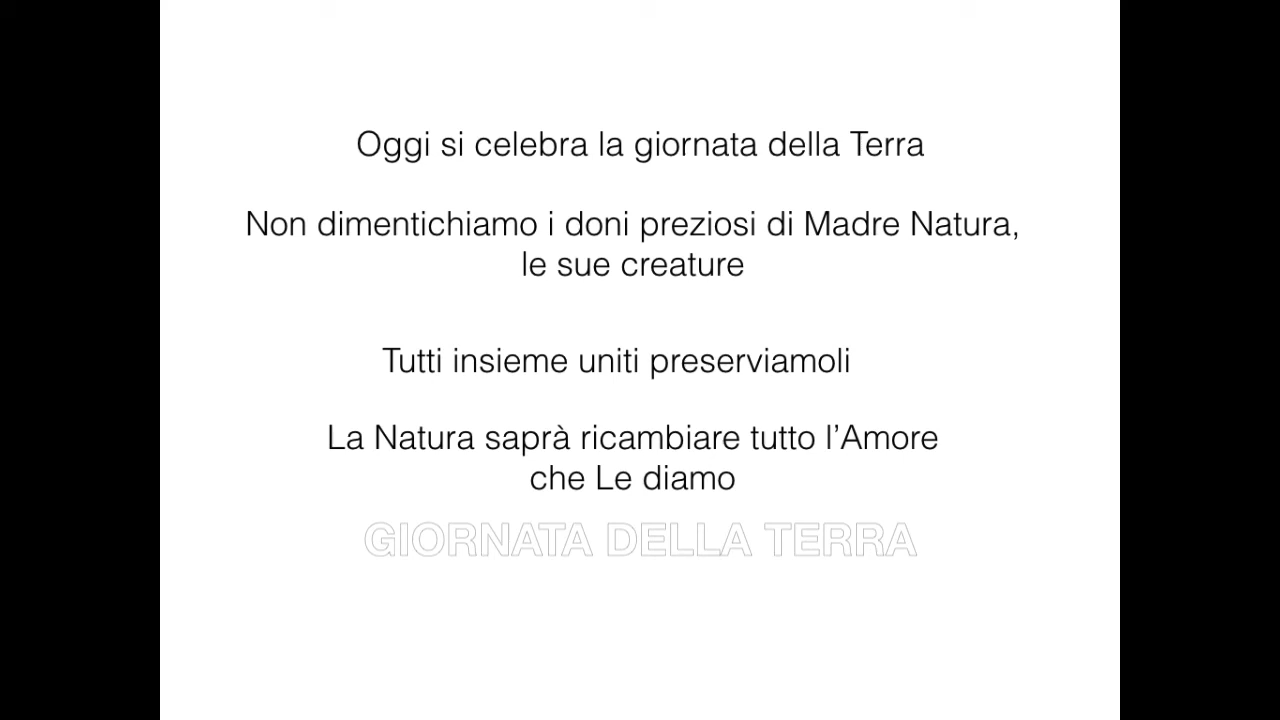 Oggi si celebra la giornata della Terra
Non dimentichiamo i doni preziosi di Madre Natura,
le sue creature
Tutti insieme uniti preserviamoli
La Natura saprà ricambiare tutto l’Amore
che Le diamo
GIORNATA DELLA TERRA